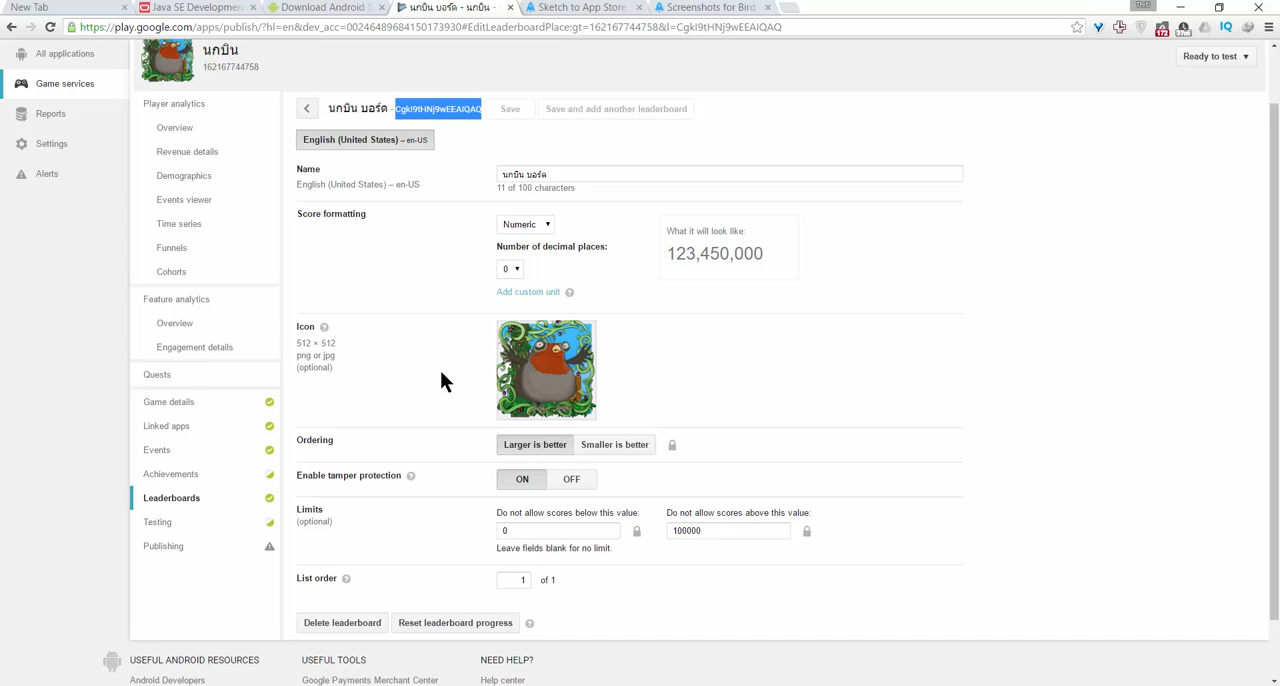 New Tab
Java SE Developmen
Download Android S
นกบิน บอร์ด - นกบิน -
Sketch to App Store
Screenshots for Bird
Thiti
https://play.google.com/apps/publish/?hl=en&dev_acc=00246489684150173930#EditLeaderboardPlace:gt=162167744758&l=CgkI9tHNj9wEEAIQAQ
172
IQ
All applications
Game services
Reports
Settings
Alerts
นกบิน
162167744758
Ready to test
Player analytics
Overview
Revenue details
Demographics
Events viewer
Time series
Funnels
Cohorts
Feature analytics
Overview
Engagement details
Quests
Game details
Linked apps
Events
Achievements
Leaderboards
Testing
Publishing
นกบิน บอร์ด - CgkI9tHNj9wEEAIQAQ
Save
Save and add another leaderboard
English (United States) – en-US
Name
English (United States) – en-US
นกบิน บอร์ด
11 of 100 characters
Score formatting
Numeric
Number of decimal places:
0
Add custom unit
What it will look like:
123,450,000
Icon
512 × 512
png or jpg
(optional)
Ordering
Larger is better
Smaller is better
Enable tamper protection
ON
OFF
Limits
(optional)
Do not allow scores below this value:
0
Do not allow scores above this value:
100000
Leave fields blank for no limit.
List order
1 of 1
Delete leaderboard
Reset leaderboard progress
USEFUL ANDROID RESOURCES
Android Developers
USEFUL TOOLS
Google Payments Merchant Center
NEED HELP?
Help center